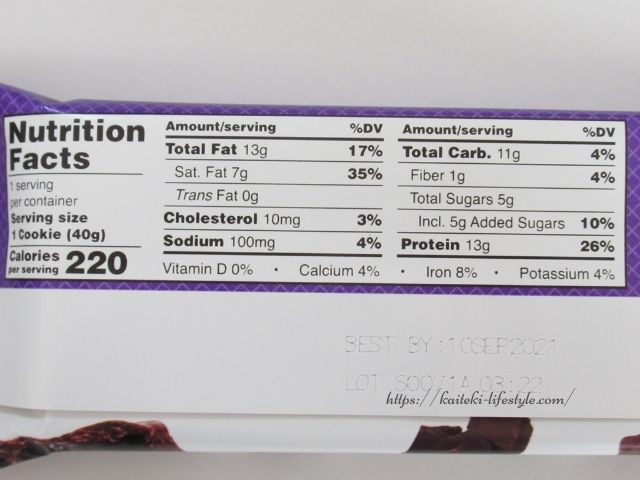 Nutrition
Facts
1 serving
per container
Serving size
1 Cookie (40g)
Calories
per serving 220
Amount/serving %DV
Total Fat 13g 17%
Sat. Fat 7g 35%
Trans Fat 0g
Cholesterol 10mg 3%
Sodium 100mg 4%
Amount/serving %DV
Total Carb. 11g 4%
Fiber 1g 4%
Total Sugars 5g
Incl. 5g Added Sugars 10%
Protein 13g 26%
Vitamin D 0% • Calcium 4% • Iron 8% • Potassium 4%
BEST BY:10SEP2021
LOT S0071A 03:22
https://kaiteki-lifestyle.com/